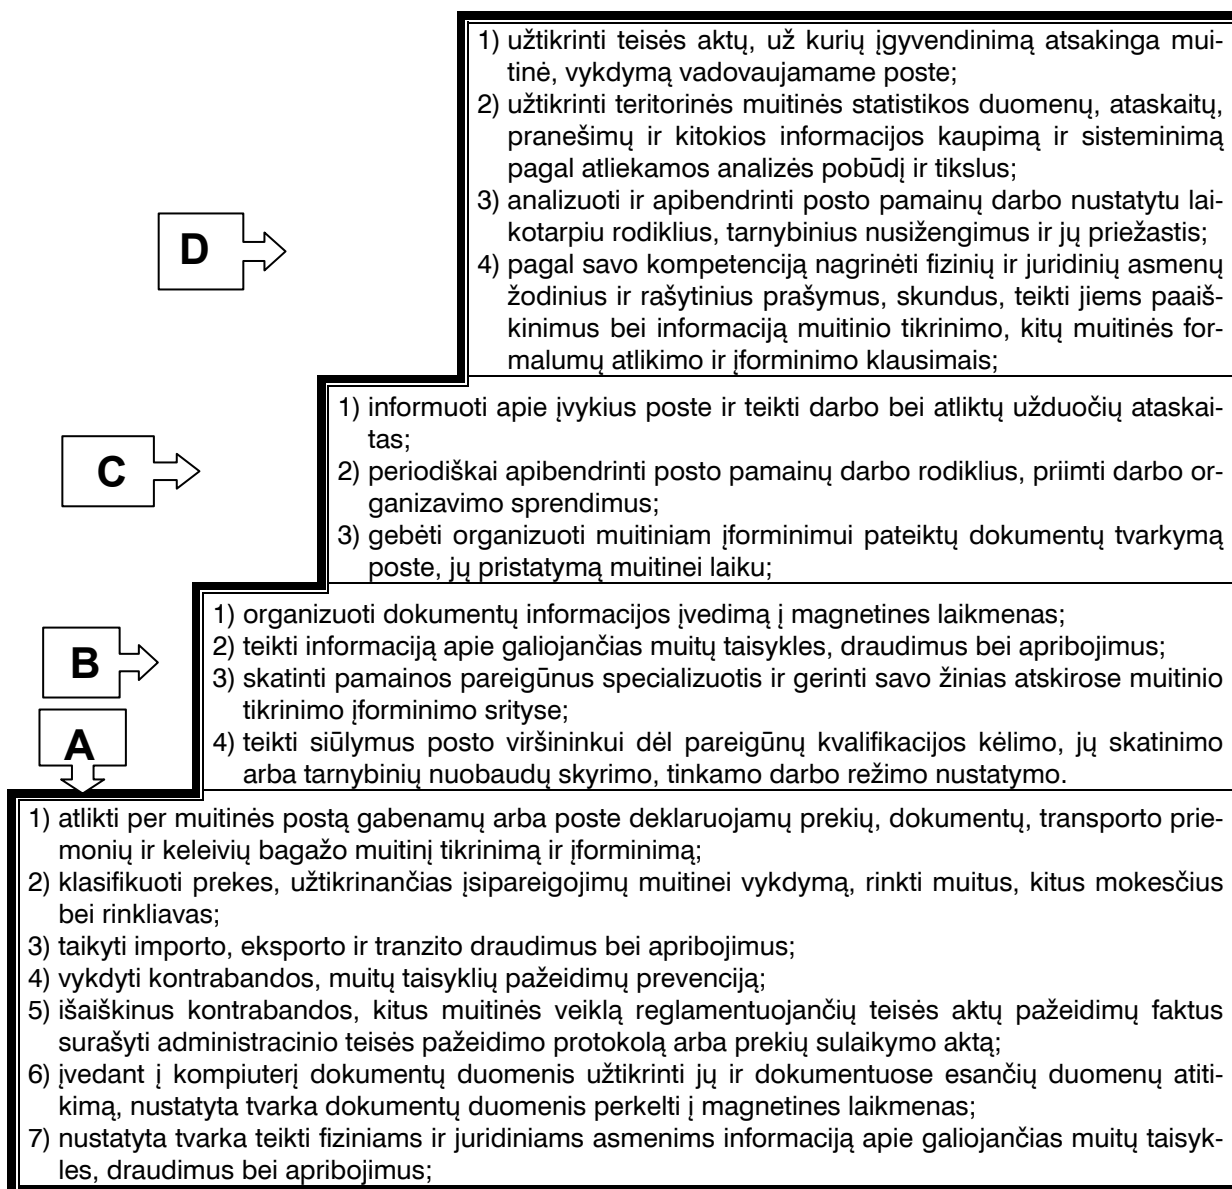 1) užtikrinti teisės aktų, už kurių įgyvendinimą atsakinga mui-
tinė, vykdymą vadovaujamame poste;
2) užtikrinti teritorinės muitinės statistikos duomenų, ataskaitų,
pranešimų ir kitokios informacijos kaupimą ir sisteminimą
pagal atliekamos analizės pobūdį ir tikslus;
3) analizuoti ir apibendrinti posto pamainų darbo nustatytu lai-
kotarpiu rodiklius, tarnybinius nusižengimus ir jų priežastis;
4) pagal savo kompetenciją nagrinėti fizinių ir juridinių asmenų
žodinius ir rašytinius prašymus, skundus, teikti jiems paaiš-
kinimus bei informaciją muitinio tikrinimo, kitų muitinės for-
malumų atlikimo ir įforminimo klausimais;
D
1) informuoti apie įvykius poste ir teikti darbo bei atliktų užduočių ataskai-
tas;
2) periodiškai apibendrinti posto pamainų darbo rodiklius, priimti darbo or-
ganizavimo sprendimus;
3) gebėti organizuoti muitiniam įforminimui pateiktų dokumentų tvarkymą
poste, jų pristatymą muitinei laiku;
C
1) organizuoti dokumentų informacijos įvedimą į magnetines laikmenas;
2) teikti informaciją apie galiojančias muitų taisykles, draudimus bei apribojimus;
3) skatinti pamainos pareigūnus specializuotis ir gerinti savo žinias atskirose muitinio
tikrinimo įforminimo srityse;
4) teikti siūlymus posto viršininkui dėl pareigūnų kvalifikacijos kėlimo, jų skatinimo
arba tarnybinių nuobaudų skyrimo, tinkamo darbo režimo nustatymo.
B
A
1) atlikti per muitinės postą gabenamų arba poste deklaruojamų prekių, dokumentų, transporto prie-
monių ir keleivių bagažo muitinį tikrinimą ir įforminimą;
2) klasifikuoti prekes, užtikrinančias įsipareigojimų muitinei vykdymą, rinkti muitus, kitus mokesčius
bei rinkliavas;
3) taikyti importo, eksporto ir tranzito draudimus bei apribojimus;
4) vykdyti kontrabandos, muitų taisyklių pažeidimų prevenciją;
5) išaiškinus kontrabandos, kitus muitinės veiklą reglamentuojančių teisės aktų pažeidimų faktus
surašyti administracinio teisės pažeidimo protokolą arba prekių sulaikymo aktą;
6) įvedant į kompiuterį dokumentų duomenis užtikrinti jų ir dokumentuose esančių duomenų atiti-
kimą, nustatyta tvarka dokumentų duomenis perkelti į magnetines laikmenas;
7) nustatyta tvarka teikti fiziniams ir juridiniams asmenims informaciją apie galiojančias muitų taisyk-
les, draudimus bei apribojimus;